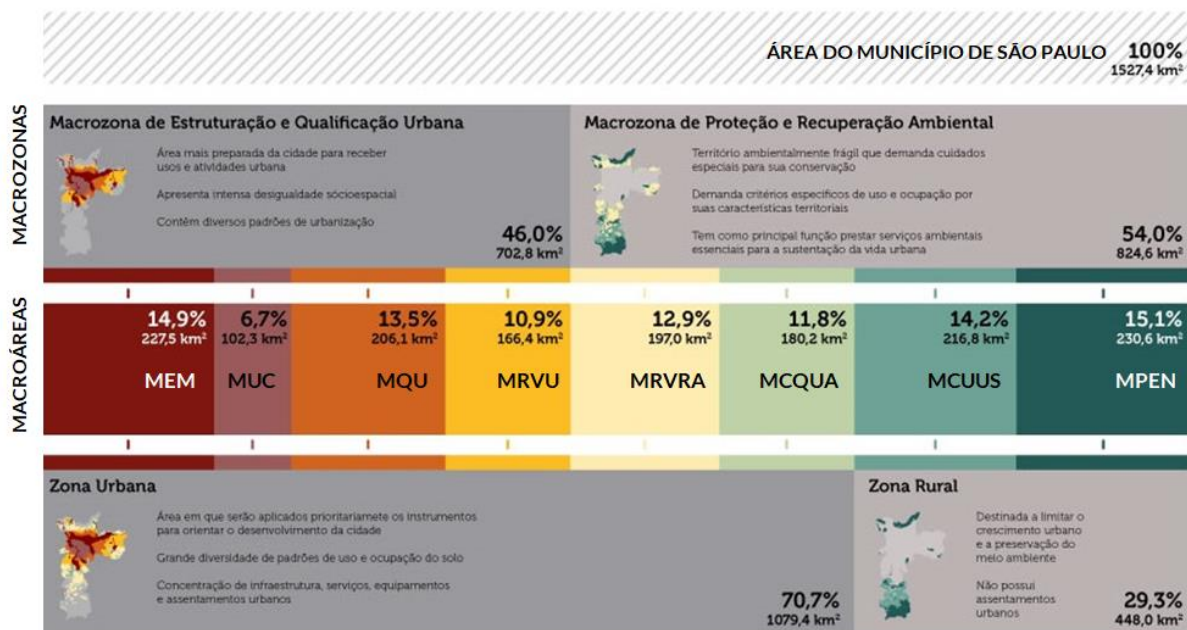 ÁREA DO MUNICÍPIO DE SÃO PAULO 100%
1527,4 km²
MACROZONAS
Macrozona de Estruturação e Qualificação Urbana
Área mais preparada da cidade para receber
usos e atividades urbana
Apresenta intensa desigualdade sócioespacial
Contêm diversos padrões de urbanização
46,0%
702,8 km²
Macrozona de Proteção e Recuperação Ambiental
Território ambientalmente frágil que demanda cuidados
especiais para sua conservação
Demanda critérios específicos de uso e ocupação por
suas características territoriais
Tem como principal função prestar serviços ambientais
essenciais para a sustentação da vida urbana
54,0%
824,6 km²
MACROÁREAS
14,9%
227,5 km²
MEM
6,7%
102,3 km²
MUC
13,5%
206,1 km²
MQU
10,9%
166,4 km²
MRVU
12,9%
197,0 km²
MRVRA
11,8%
180,2 km²
MCQUA
14,2%
216,8 km²
MCUUS
15,1%
230,6 km²
MPEN
Zona Urbana
Área em que serão aplicados prioritariamete os instrumentos
para orientar o desenvolvimento da cidade
Grande diversidade de padrões de uso e ocupação do solo
Concentração de infraestrutura, serviços, equipamentos
e assentamentos urbanos
70,7%
1079,4 km²
Zona Rural
Destinada a limitar o
crescimento urbano
e a preservação do
meio ambiente
Não possui
assentamentos
urbanos
29,3%
448,0 km²